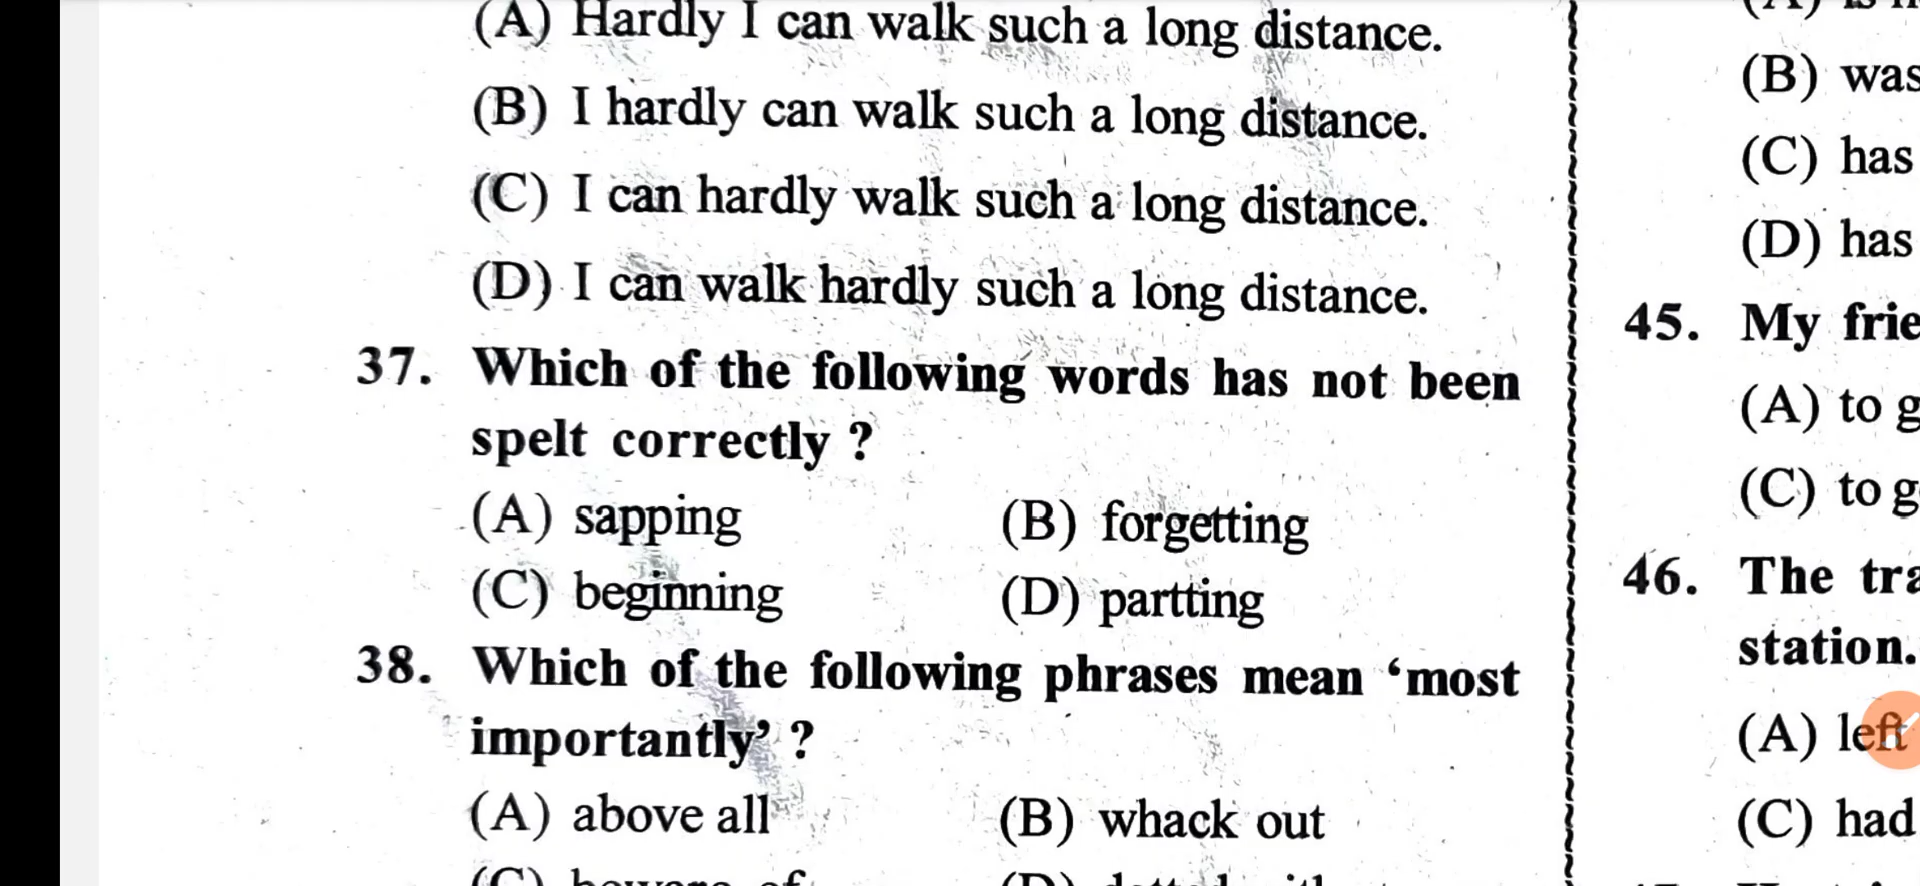 (A) Hardly I can walk such a long distance.
(B) I hardly can walk such a long distance.
(C) I can hardly walk such a long distance.
(D) I can walk hardly such a long distance.
37. Which of the following words has not been
spelt correctly ?
(A) sapping (B) forgetting
(C) beginning (D) partting
38. Which of the following phrases mean ‘most
importantly’ ?
(A) above all (B) whack out
(B) was
(C) has
(D) has
45. My frie
(A) to g
(C) to g
46. The tra
station.
(A) left
(C) had